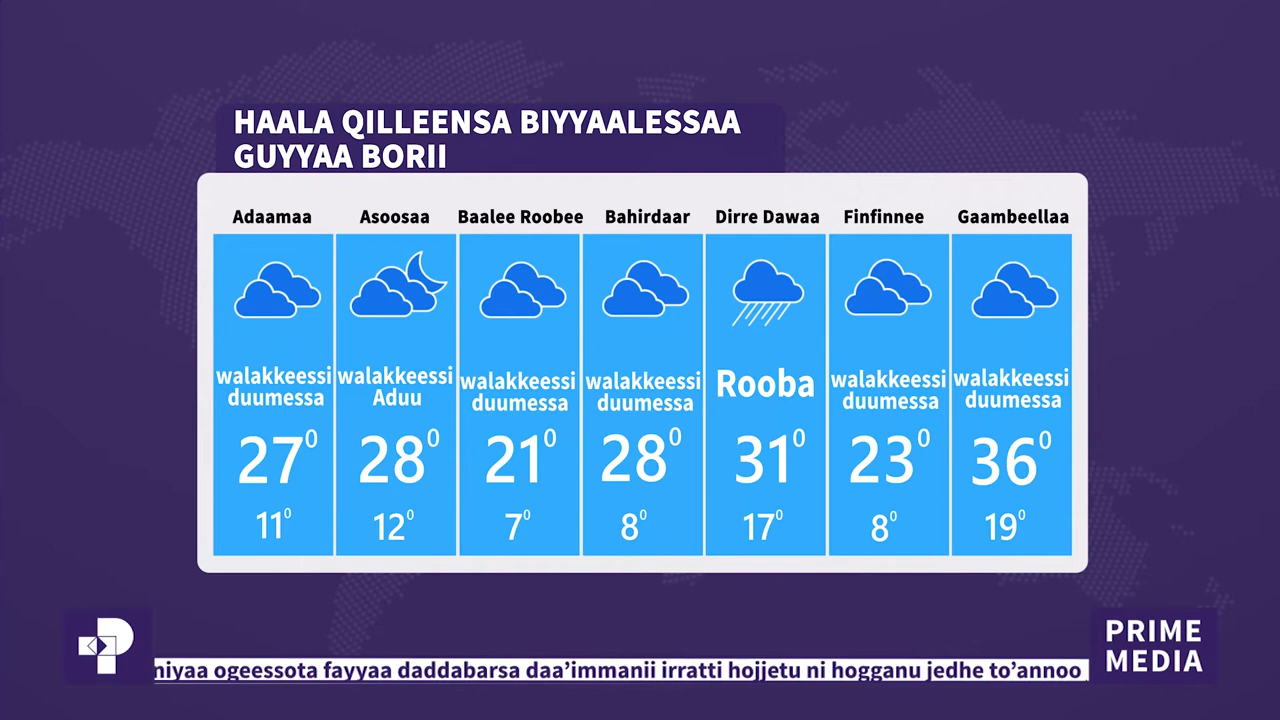 HAALA QILLEENSA BIYYAALESSAA
GUYYAA BORII
Adaamaa Asoosaa Baalee Roobee Bahirdaar Dirre Dawaa Finfinnee Gaambeellaa
walakkeessi duumessa
walakkeessi Aduu
walakkeessi duumessa
walakkeessi duumessa
Rooba
walakkeessi duumessa
walakkeessi duumessa
27⁰ 28⁰ 21⁰ 28⁰ 31⁰ 23⁰ 36⁰
11⁰ 12⁰ 7⁰ 8⁰ 17⁰ 8⁰ 19⁰
PRIME
MEDIA
niyaa ogeessota fayyaa daddabarsa daa’immanii irratti hojjetu ni hogganu jedhe to’annoo